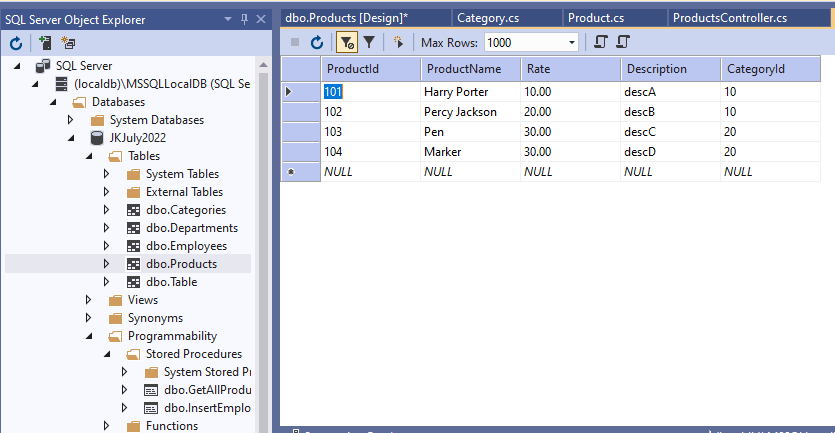 SQL Server Object Explorer
SQL Server
(localdb)\MSSQLLocalDB (SQL Se
Databases
System Databases
JKJuly2022
Tables
System Tables
External Tables
dbo.Categories
dbo.Departments
dbo.Employees
dbo.Products
dbo.Table
Views
Synonyms
Programmability
Stored Procedures
System Stored P
dbo.GetAllProdu
dbo.InsertEmplo
Functions
dbo.Products [Design]* Category.cs Product.cs ProductsController.cs
Max Rows: 1000
ProductId ProductName Rate Description CategoryId
101 Harry Porter 10.00 descA 10
102 Percy Jackson 20.00 descB 10
103 Pen 30.00 descC 20
104 Marker 30.00 descD 20
NULL NULL NULL NULL NULL